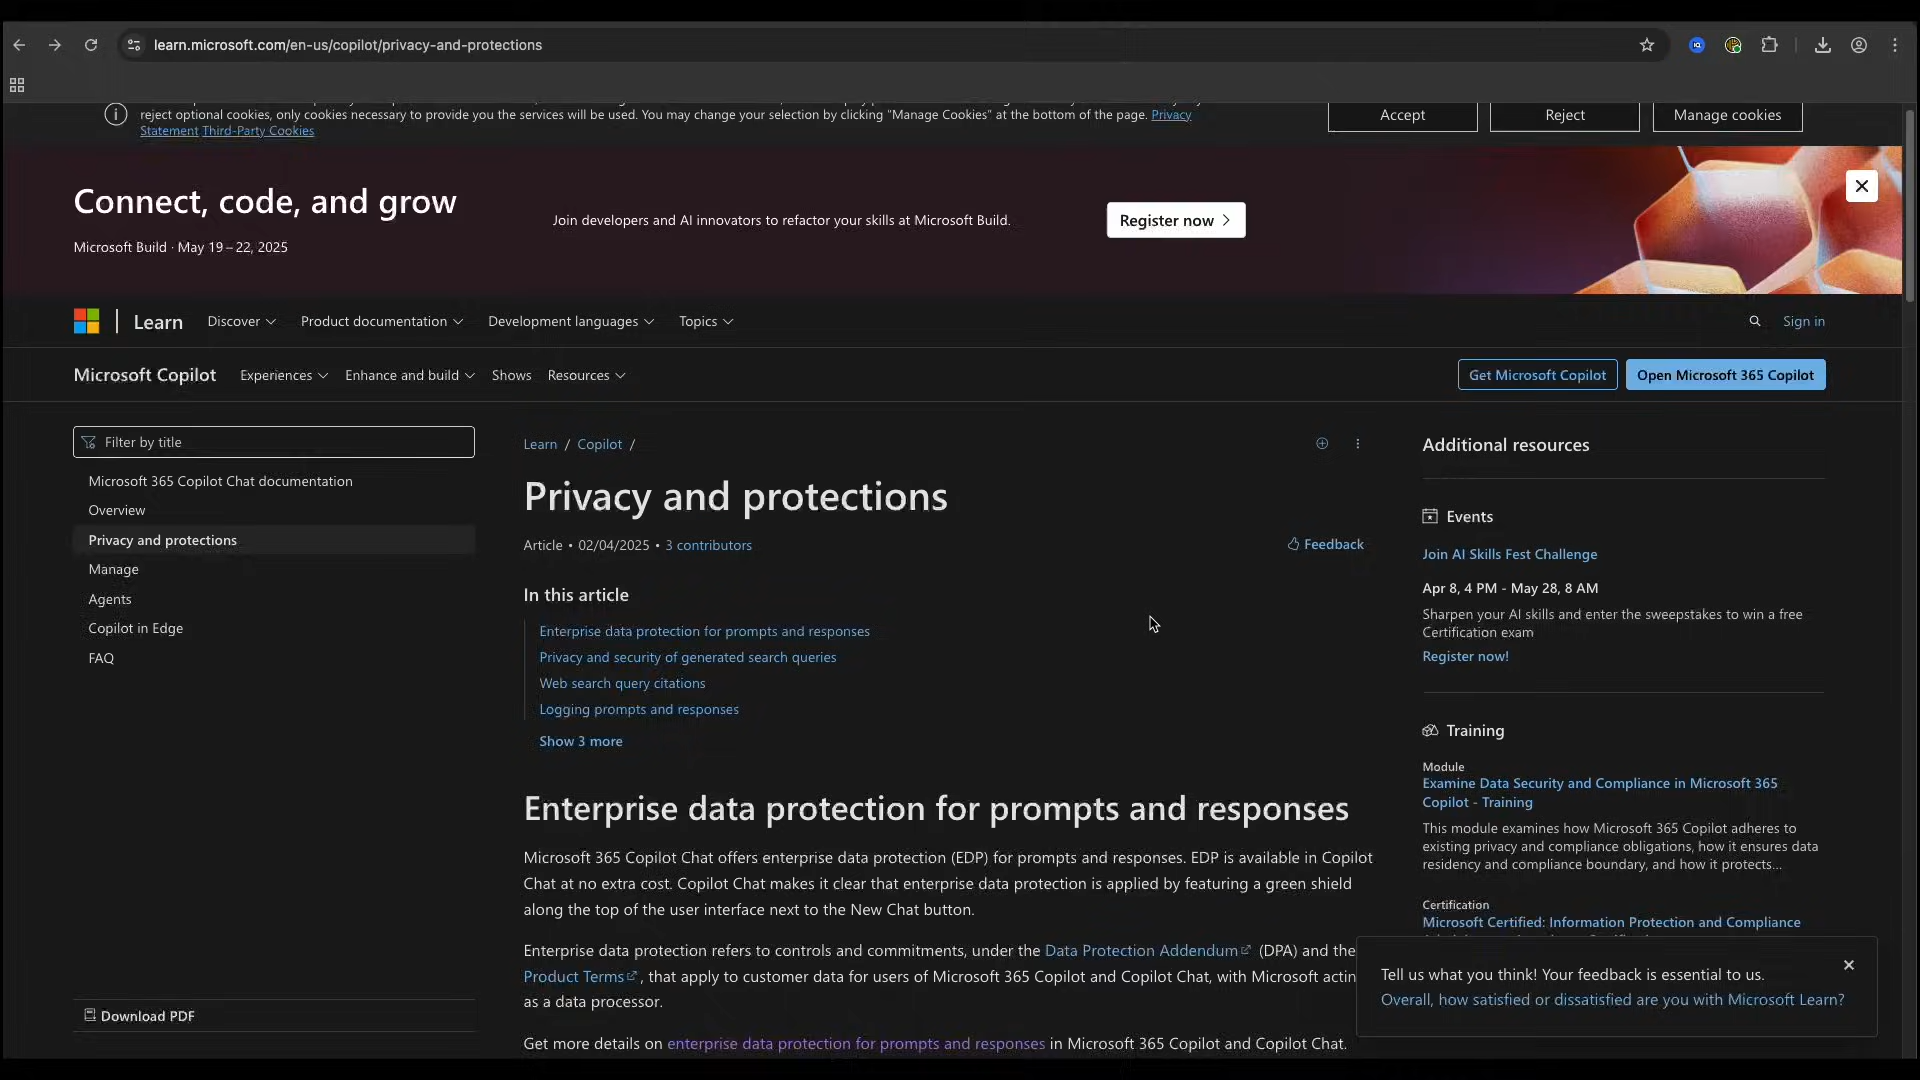 learn.microsoft.com/en-us/copilot/privacy-and-protections
reject optional cookies, only cookies necessary to provide you the services will be used. You may change your selection by clicking "Manage Cookies" at the bottom of the page. Privacy
Statement Third-Party Cookies
Accept
Reject
Manage cookies
Connect, code, and grow
Microsoft Build · May 19 – 22, 2025
Join developers and AI innovators to refactor your skills at Microsoft Build.
Register now
Learn
Discover
Product documentation
Development languages
Topics
Sign in
Microsoft Copilot
Experiences
Enhance and build
Shows
Resources
Get Microsoft Copilot
Open Microsoft 365 Copilot
Filter by title
Microsoft 365 Copilot Chat documentation
Overview
Privacy and protections
Manage
Agents
Copilot in Edge
FAQ
Download PDF
Learn / Copilot /
Privacy and protections
Article • 02/04/2025 • 3 contributors
Feedback
In this article
Enterprise data protection for prompts and responses
Privacy and security of generated search queries
Web search query citations
Logging prompts and responses
Show 3 more
Enterprise data protection for prompts and responses
Microsoft 365 Copilot Chat offers enterprise data protection (EDP) for prompts and responses. EDP is available in Copilot
Chat at no extra cost. Copilot Chat makes it clear that enterprise data protection is applied by featuring a green shield
along the top of the user interface next to the New Chat button.
Enterprise data protection refers to controls and commitments, under the Data Protection Addendum (DPA) and the
Product Terms, that apply to customer data for users of Microsoft 365 Copilot and Copilot Chat, with Microsoft actin
as a data processor.
Get more details on enterprise data protection for prompts and responses in Microsoft 365 Copilot and Copilot Chat.
Additional resources
Events
Join AI Skills Fest Challenge
Apr 8, 4 PM - May 28, 8 AM
Sharpen your AI skills and enter the sweepstakes to win a free
Certification exam
Register now!
Training
Module
Examine Data Security and Compliance in Microsoft 365
Copilot - Training
This module examines how Microsoft 365 Copilot adheres to
existing privacy and compliance obligations, how it ensures data
residency and compliance boundary, and how it protects...
Certification
Microsoft Certified: Information Protection and Compliance
Tell us what you think! Your feedback is essential to us.
Overall, how satisfied or dissatisfied are you with Microsoft Learn?